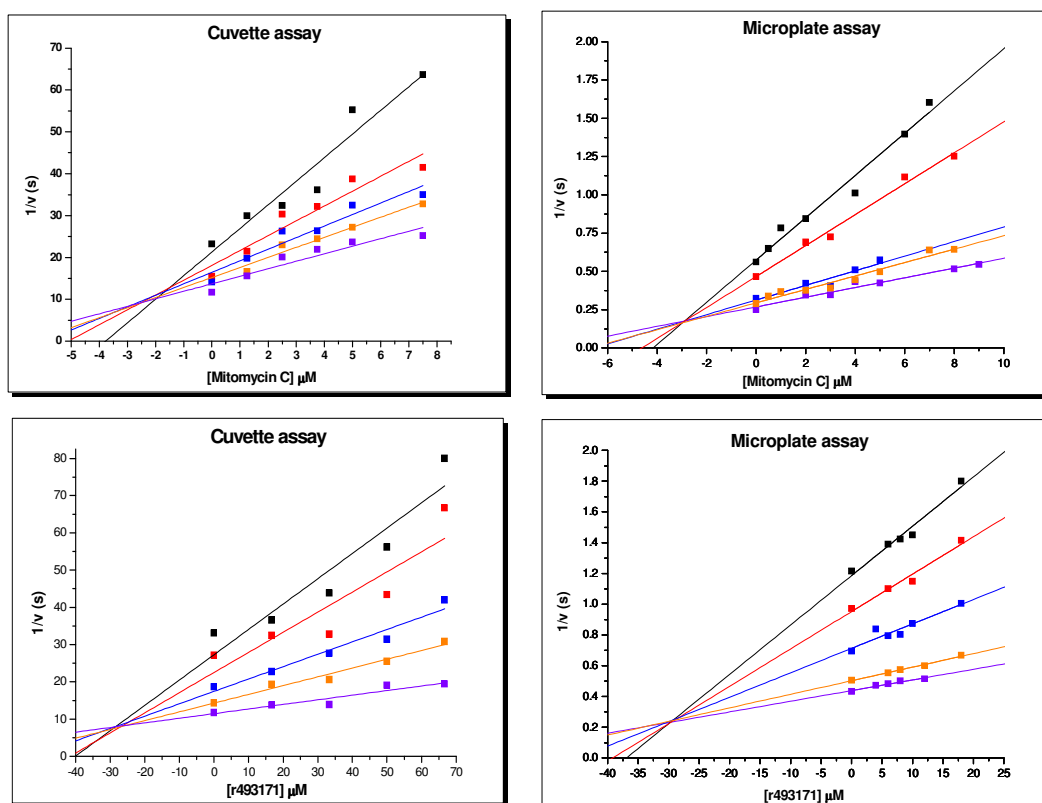 Cuvette assay
70
60
50
40
30
20
10
0
1/v (s)
-5 -4 -3 -2 -1 0 1 2 3 4 5 6 7 8
[Mitomycin C] µM
Microplate assay
2.00
1.75
1.50
1.25
1.00
0.75
0.50
0.25
0.00
1/v (s)
-6 -4 -2 0 2 4 6 8 10
[Mitomycin C] µM
Cuvette assay
80
70
60
50
40
30
20
10
0
1/v (s)
-40 -30 -20 -10 0 10 20 30 40 50 60 70
[r493171] µM
Microplate assay
2.0
1.8
1.6
1.4
1.2
1.0
0.8
0.6
0.4
0.2
0.0
1/v (s)
-40 -35 -30 -25 -20 -15 -10 -5 0 5 10 15 20 25
[r493171] µM